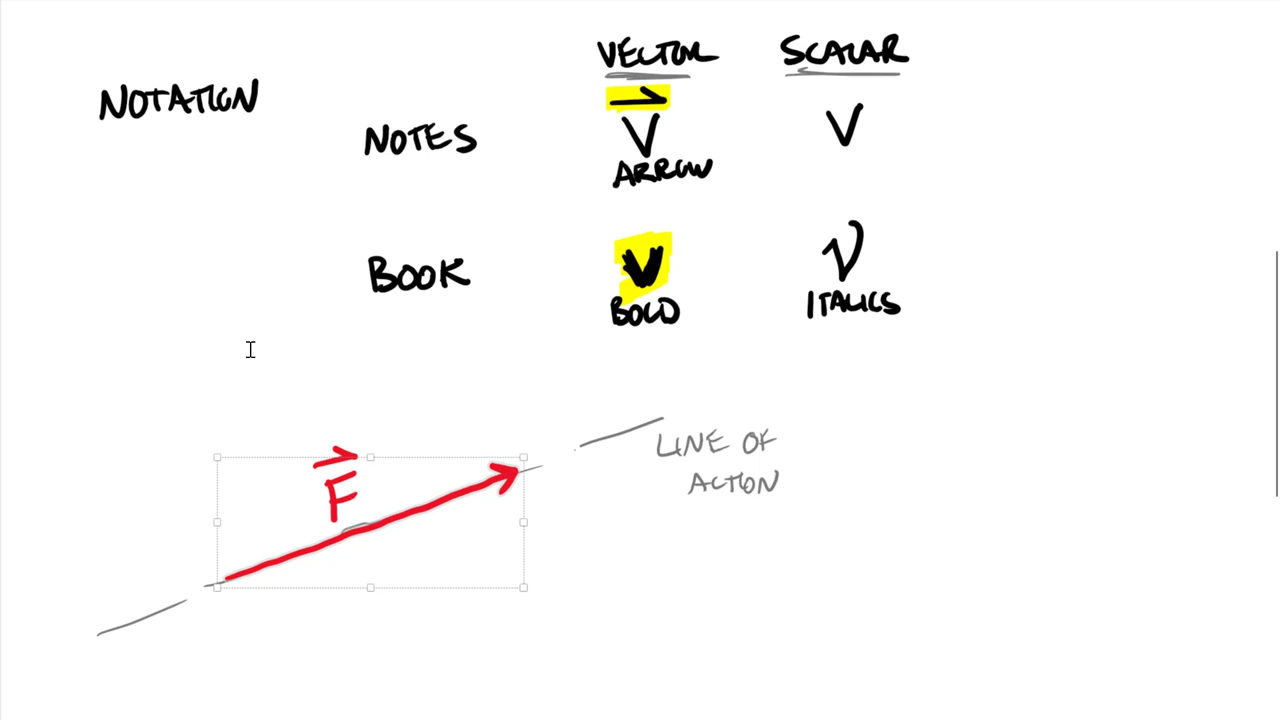 VECTOR SCALAR
NOTATION
NOTES V V
ARROW
BOOK V V
BOLD ITALICS
F
LINE OF
ACTION